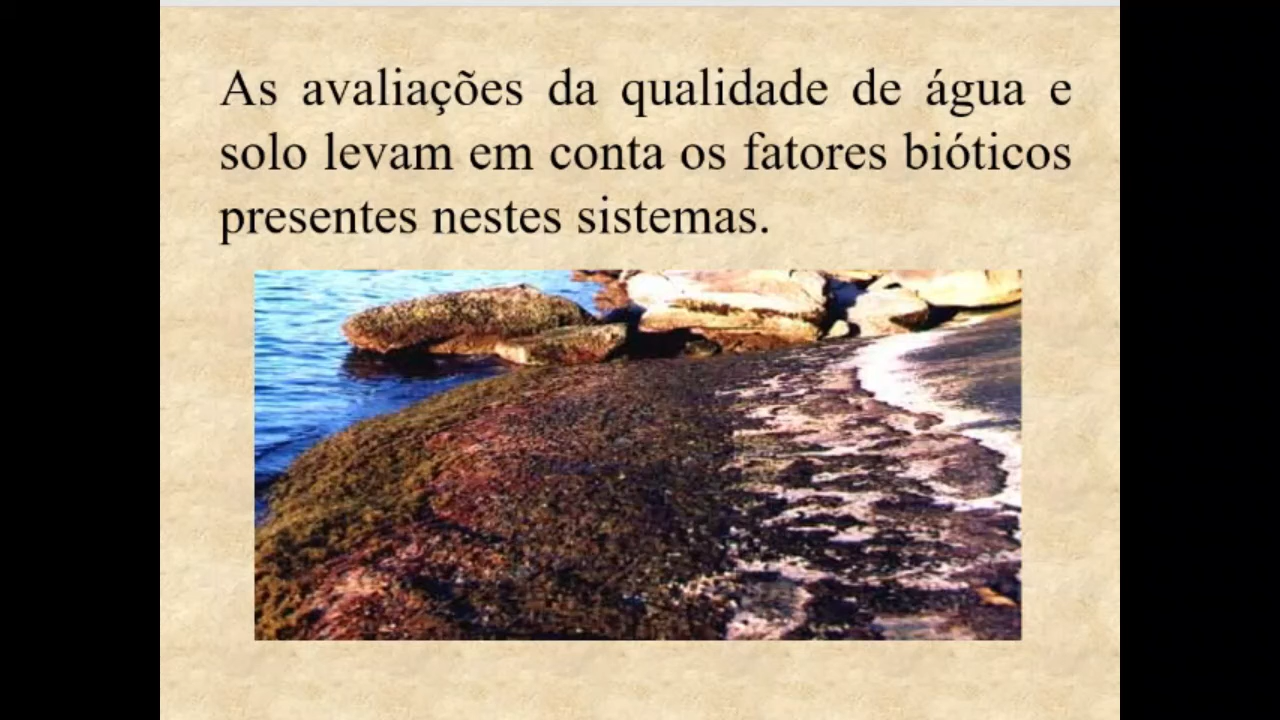 As avaliações da qualidade de água e
solo levam em conta os fatores bióticos
presentes nestes sistemas.